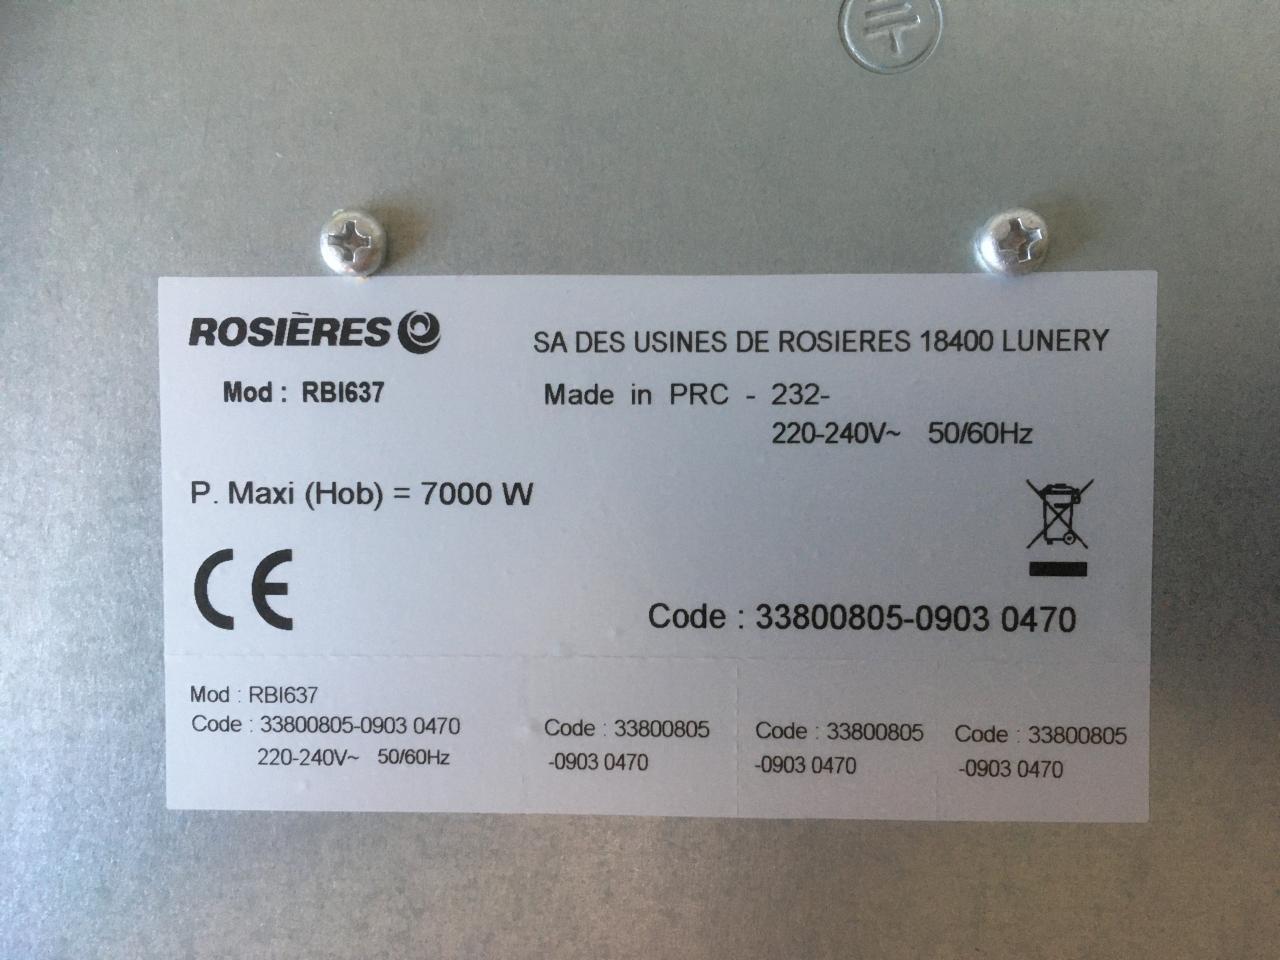 ROSIÈRES
SA DES USINES DE ROSIERES 18400 LUNERY
Mod : RBI637
Made in PRC - 232-
220-240V~ 50/60Hz
P. Maxi (Hob) = 7000 W
CE
Code : 33800805-0903 0470
Mod : RBI637
Code : 33800805-0903 0470
220-240V~ 50/60Hz
Code : 33800805
-0903 0470
Code : 33800805
-0903 0470
Code : 33800805
-0903 0470